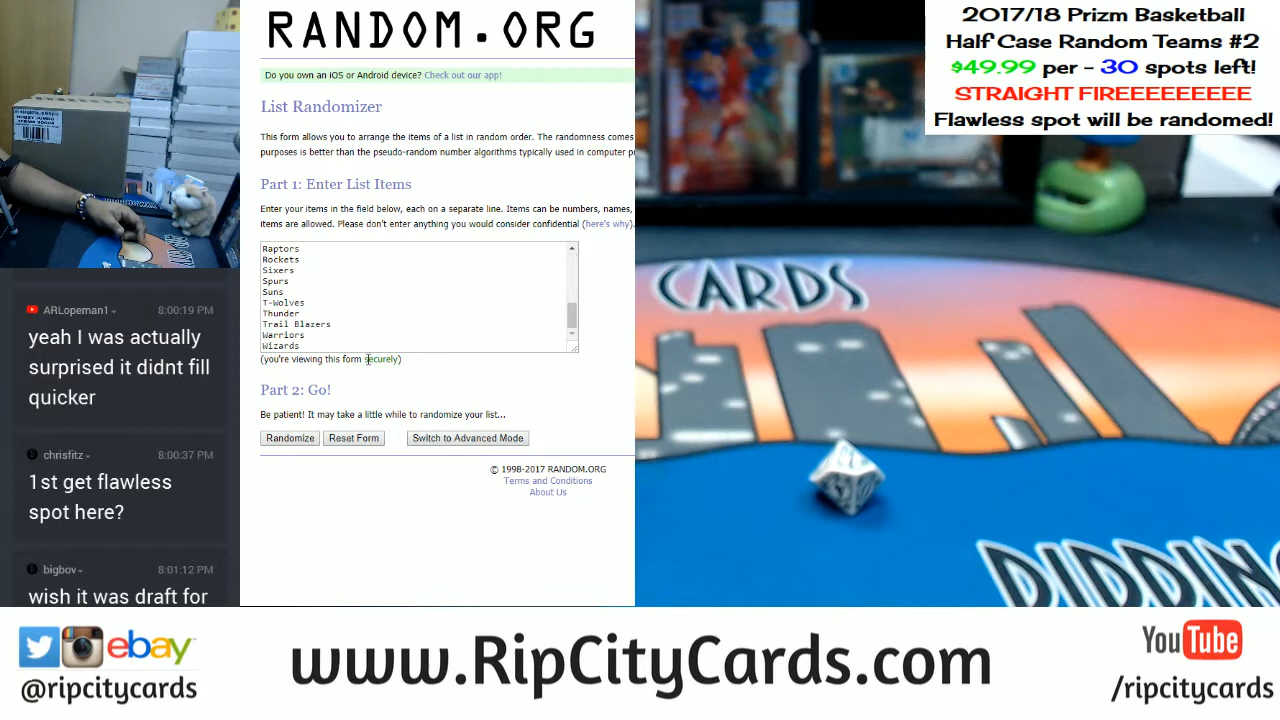 2017/18 Prizm Basketball
Half Case Random Teams #2
$49.99 per - 30 spots left!
STRAIGHT FIREEEEEEEEE
Flawless spot will be randomed!
RANDOM.ORG
Do you own an iOS or Android device? Check out our app!
List Randomizer
This form allows you to arrange the items of a list in random order. The randomness comes
purposes is better than the pseudo-random number algorithms typically used in computer
Part 1: Enter List Items
Enter your items in the field below, each on a separate line. Items can be numbers, names,
items are allowed. Please don't enter anything you would consider confidential (here's why).
Raptors
Rockets
Sixers
Spurs
Suns
T-Wolves
Thunder
Trail Blazers
Warriors
Wizards
(you're viewing this form securely)
Part 2: Go!
Be patient! It may take a little while to randomize your list...
Randomize
Reset Form
Switch to Advanced Mode
© 1998-2017 RANDOM.ORG
Terms and Conditions
About Us
ARLopeman1 8:00:19 PM
yeah I was actually
surprised it didnt fill
quicker
chrisfitz 8:00:37 PM
1st get flawless
spot here?
bigbov 8:01:12 PM
wish it was draft for
CARDS
ebay
@ripcitycards
www.RipCityCards.com
YouTube
/ripcitycards